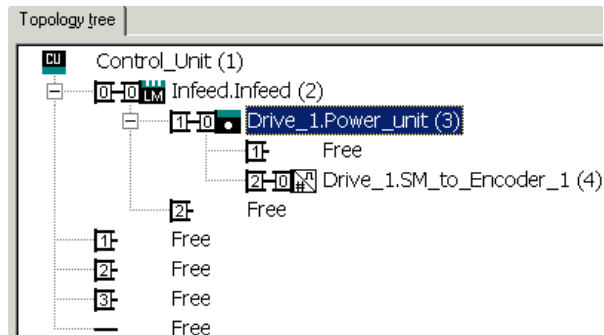 Topology tree
CU Control_Unit (1)
0 0 LM Infeed.Infeed (2)
1 0 Drive_1.Power_unit (3)
1 Free
2 0 # Drive_1.SM_to_Encoder_1 (4)
2 Free
1 Free
2 Free
3 Free
Free